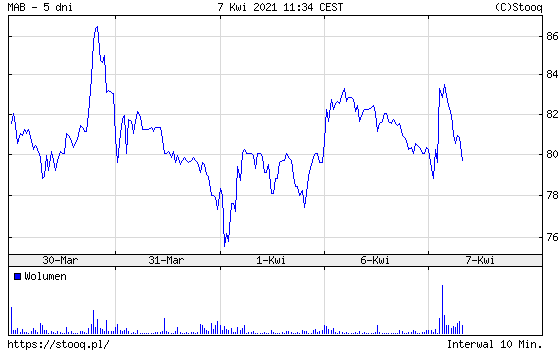 MAB - 5 dni 7 Kwi 2021 11:34 CEST (C)Stooq
86
84
82
80
78
76
30-Mar 31-Mar 1-Kwi 6-Kwi 7-Kwi
Wolumen
https://stooq.pl/ Interwal 10 Min.